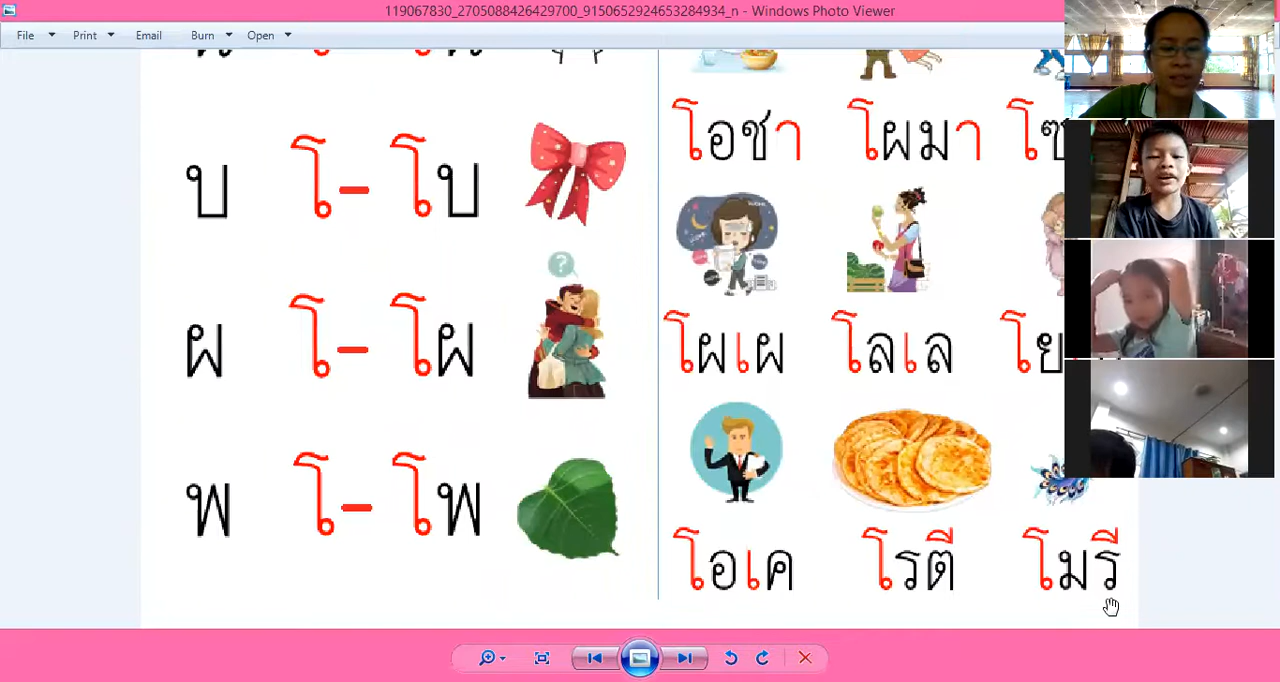 119067830_2705088426429700_9150652924653284934_n - Windows Photo Viewer
File Print Email Burn Open
บ โ- โบ
ผ โ- โผ
พ โ- โพ
โอชา โผมา
โผเผ โลเล
โอเค โรตี โมรี
?